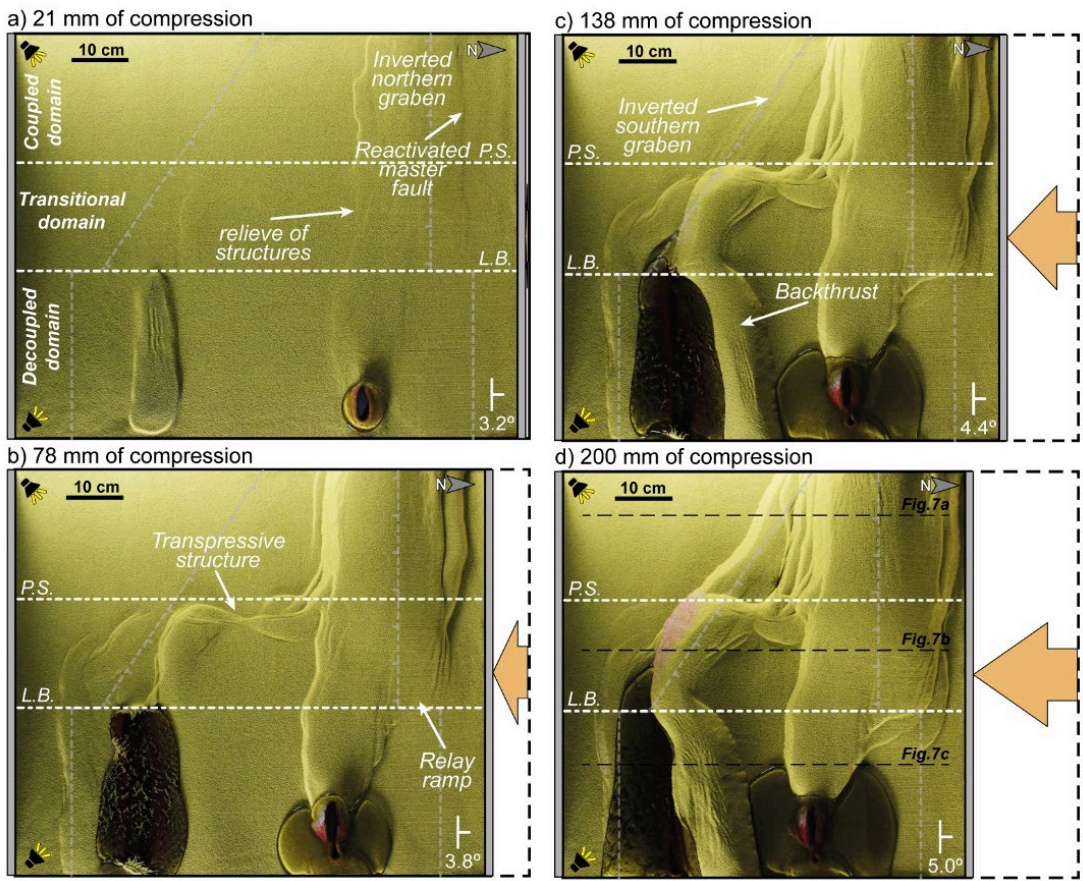 a) 21 mm of compression
10 cm
N
Coupled domain
Inverted
northern
graben
Reactivated
master
fault
P.S.
Transitional
domain
relieve of
structures
L.B.
Decoupled
domain
3.2º
b) 78 mm of compression
10 cm
N
Transpressive
structure
P.S.
L.B.
Relay
ramp
3.8º
c) 138 mm of compression
10 cm
N
Inverted
southern
graben
P.S.
L.B.
Backthrust
4.4º
d) 200 mm of compression
10 cm
N
Fig.7a
P.S.
Fig.7b
L.B.
Fig.7c
5.0º